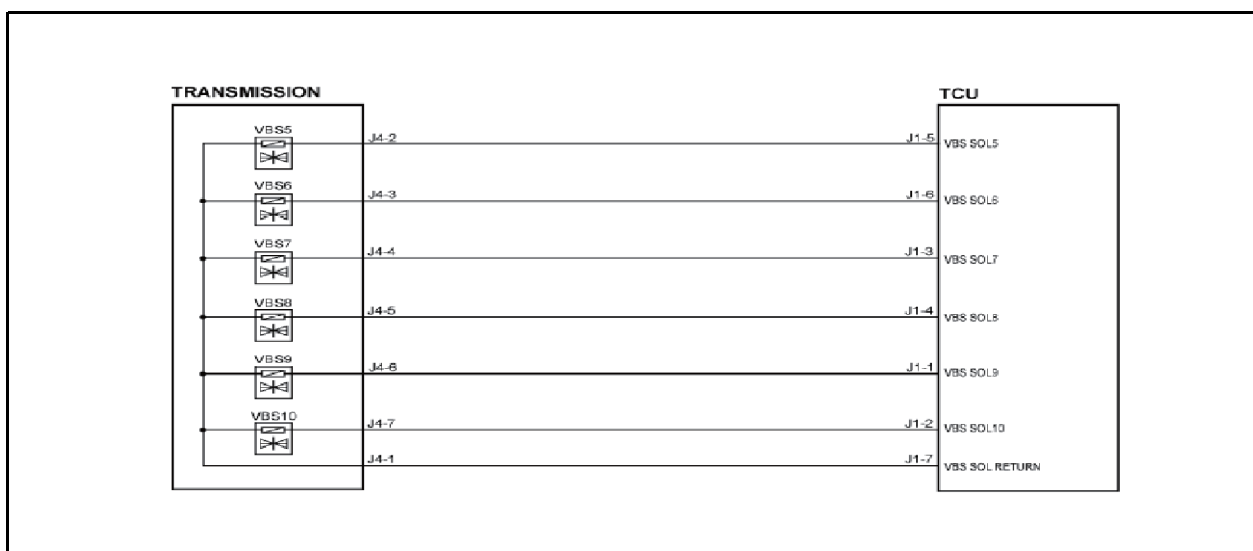 TRANSMISSION TCU
VBS5 J4-2 J1-5 VBS SOL5
VBS6 J4-3 J1-6 VBS SOL6
VBS7 J4-4 J1-3 VBS SOL7
VBS8 J4-5 J1-4 VBS SOL8
VBS9 J4-6 J1-1 VBS SOL9
VBS10 J4-7 J1-2 VBS SOL10
J4-1 J1-7 VBS SOL RETURN